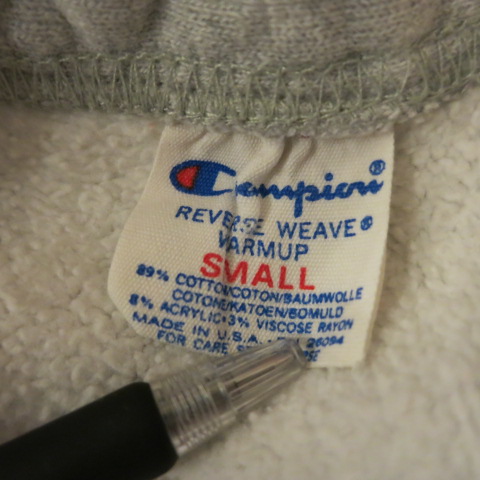 Champion®
REVERSE WEAVE®
WARMUP
SMALL
89% COTTON/COTON/BAUMWOLLE
COTONE/KATOEN/BOMULD
8% ACRYLIC•3% VISCOSE RAYON
MADE IN U.S.A. 26094
FOR CARE